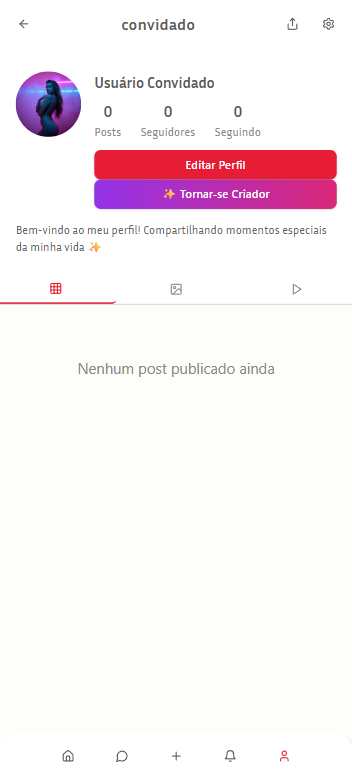 convidado
Usuário Convidado
0 0 0
Posts Seguidores Seguindo
Editar Perfil
✨ Tornar-se Criador
Bem-vindo ao meu perfil! Compartilhando momentos especiais
da minha vida ✨
Nenhum post publicado ainda